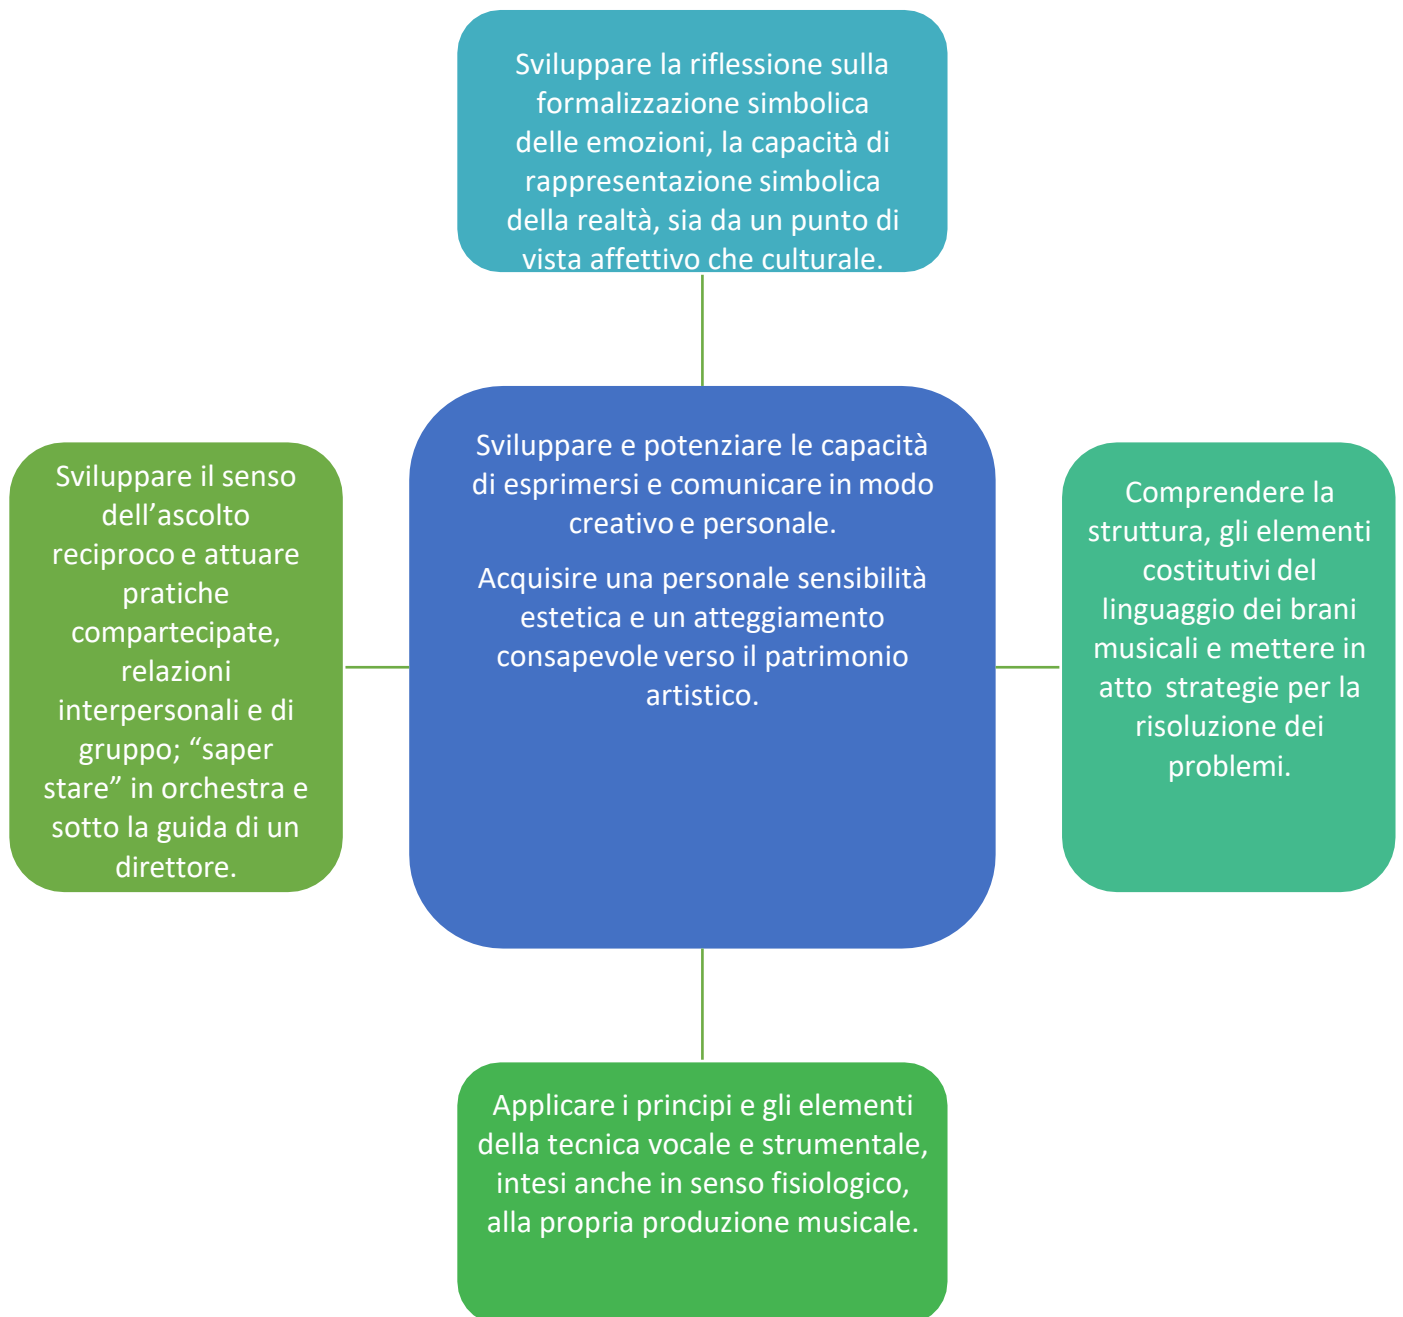 Sviluppare la riflessione sulla
formalizzazione simbolica
delle emozioni, la capacità di
rappresentazione simbolica
della realtà, sia da un punto di
vista affettivo che culturale.
Sviluppare il senso
dell’ascolto
reciproco e attuare
pratiche
compartecipate,
relazioni
interpersonali e di
gruppo; “saper
stare” in orchestra e
sotto la guida di un
direttore.
Sviluppare e potenziare le capacità
di esprimersi e comunicare in modo
creativo e personale.
Acquisire una personale sensibilità
estetica e un atteggiamento
consapevole verso il patrimonio
artistico.
Comprendere la
struttura, gli elementi
costitutivi del
linguaggio dei brani
musicali e mettere in
atto strategie per la
risoluzione dei
problemi.
Applicare i principi e gli elementi
della tecnica vocale e strumentale,
intesi anche in senso fisiologico,
alla propria produzione musicale.